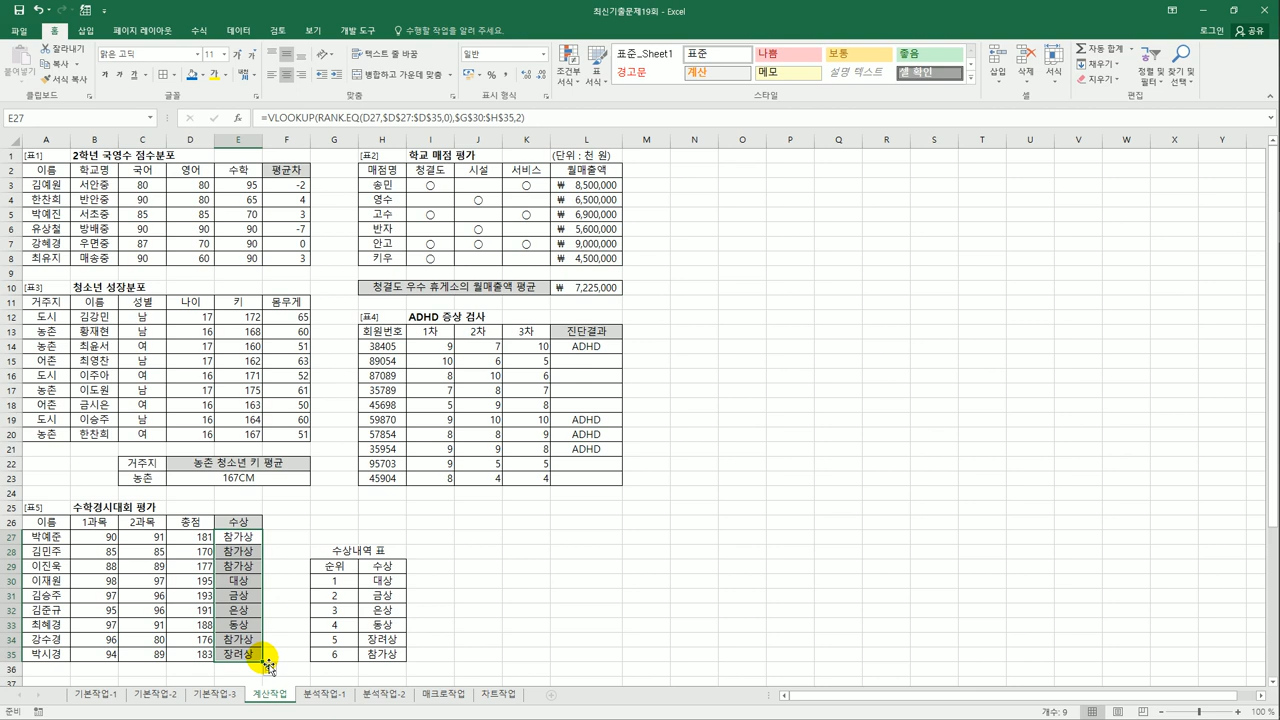 최신기출문제19회 - Excel
파일 홈 삽입 페이지 레이아웃 수식 데이터 검토 보기 개발 도구 수행할 작업을 알려 주세요. 로그인 공유
붙여넣기 잘라내기 복사 서식 복사 클립보드
맑은 고딕 11 가 가 글꼴
텍스트 줄 바꿈 병합하고 가운데 맞춤 맞춤
일반 표시 형식
조건부 서식 표 서식
표준_Sheet1 표준 나쁨 보통 좋음
경고문 계산 메모 설명 텍스트 셀 확인
스타일
삽입 삭제 서식 셀
자동 합계 채우기 지우기 정렬 및 필터 찾기 및 선택 편집
E27 fx =VLOOKUP(RANK.EQ(D27,$D$27:$D$35,0),$G$30:$H$35,2)
A B C D E F G H I J K L M N O P Q R S T U V W X Y
1 [표1] 2학년 국영수 점수분포 [표2] 학교 매점 평가 (단위 : 천 원)
2 이름 학교명 국어 영어 수학 평균차 매점명 청결도 시설 서비스 월매출액
3 김예원 서안중 80 80 95 -2 송민 ○ ○ ₩ 8,500,000
4 한찬희 반안중 90 80 65 4 영수 ○ ₩ 6,500,000
5 박예진 서초중 85 85 70 3 고수 ○ ○ ₩ 6,900,000
6 유상철 방배중 90 90 90 -7 반자 ○ ₩ 5,600,000
7 강혜경 우면중 87 70 90 0 안고 ○ ○ ○ ₩ 9,000,000
8 최유지 매송중 90 60 90 3 키우 ○ ₩ 4,500,000
9
10 [표3] 청소년 성장분포 청결도 우수 휴게소의 월매출액 평균 ₩ 7,225,000
11 거주지 이름 성별 나이 키 몸무게
12 도시 김강민 남 17 172 65 [표4] ADHD 증상 검사
13 농촌 황재현 남 16 168 60 회원번호 1차 2차 3차 진단결과
14 농촌 최윤서 여 17 160 51 38405 9 7 10 ADHD
15 어촌 최영찬 남 17 162 63 89054 10 6 5
16 도시 이주아 여 16 171 52 87089 8 10 6
17 농촌 이도원 남 17 175 61 35789 7 8 7
18 어촌 금시은 여 16 163 50 45698 5 9 8
19 도시 이승주 남 16 164 60 59870 9 10 10 ADHD
20 농촌 한찬희 여 16 167 51 57854 8 8 9 ADHD
21 35954 9 9 8 ADHD
22 거주지 농촌 청소년 키 평균 95703 9 5 5
23 농촌 167CM 45904 8 4 4
24
25 [표5] 수학경시대회 평가
26 이름 1과목 2과목 총점 수상
27 박예준 90 91 181 참가상
28 김민주 85 85 170 참가상 수상내역 표
29 이진욱 88 89 177 참가상 순위 수상
30 이재원 98 97 195 대상 1 대상
31 김승주 97 96 193 금상 2 금상
32 김준규 95 96 191 은상 3 은상
33 최혜경 97 91 188 동상 4 동상
34 강수경 96 80 176 참가상 5 장려상
35 박시경 94 89 183 장려상 6 참가상
36
37
기본작업-1 기본작업-2 기본작업-3 계산작업 분석작업-1 분석작업-2 매크로작업 차트작업
준비 개수: 9 100 %